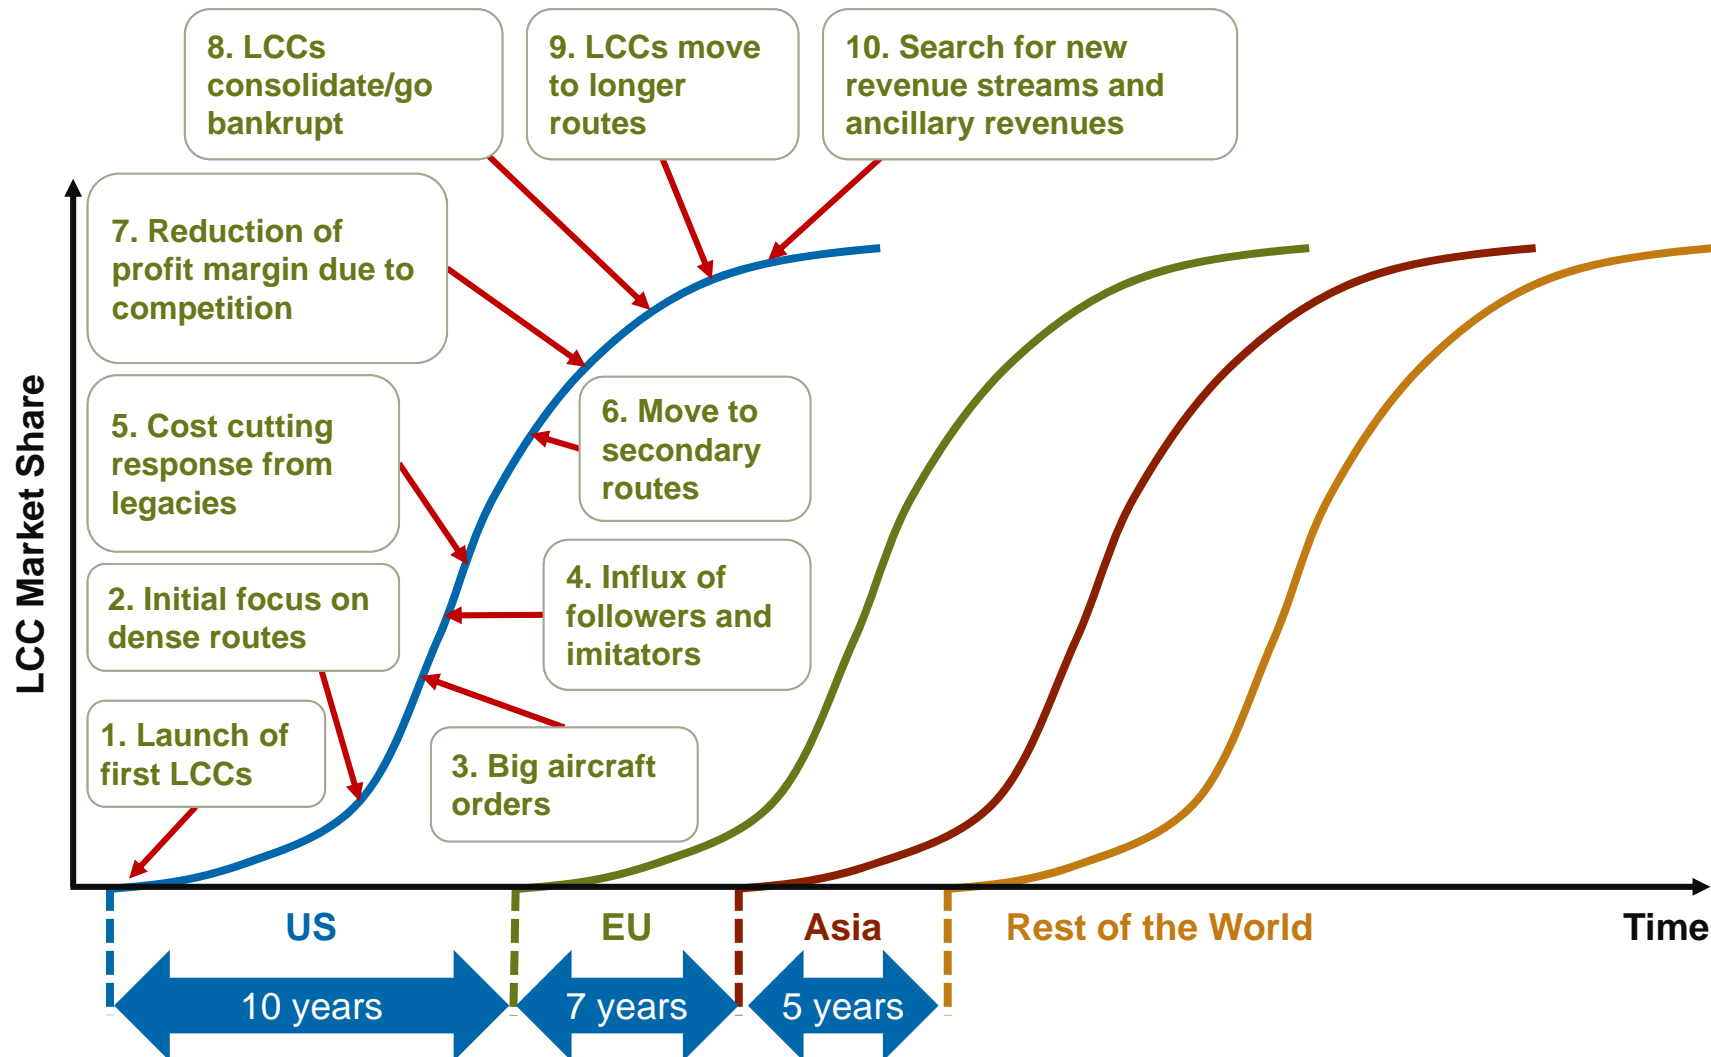 8. LCCs
consolidate/go
bankrupt
9. LCCs move
to longer
routes
10. Search for new
revenue streams and
ancillary revenues
7. Reduction of
profit margin due to
competition
5. Cost cutting
response from
legacies
6. Move to
secondary
routes
2. Initial focus on
dense routes
4. Influx of
followers and
imitators
1. Launch of
first LCCs
3. Big aircraft
orders
LCC Market Share
US
EU
Asia
Rest of the World
Time
10 years
7 years
5 years